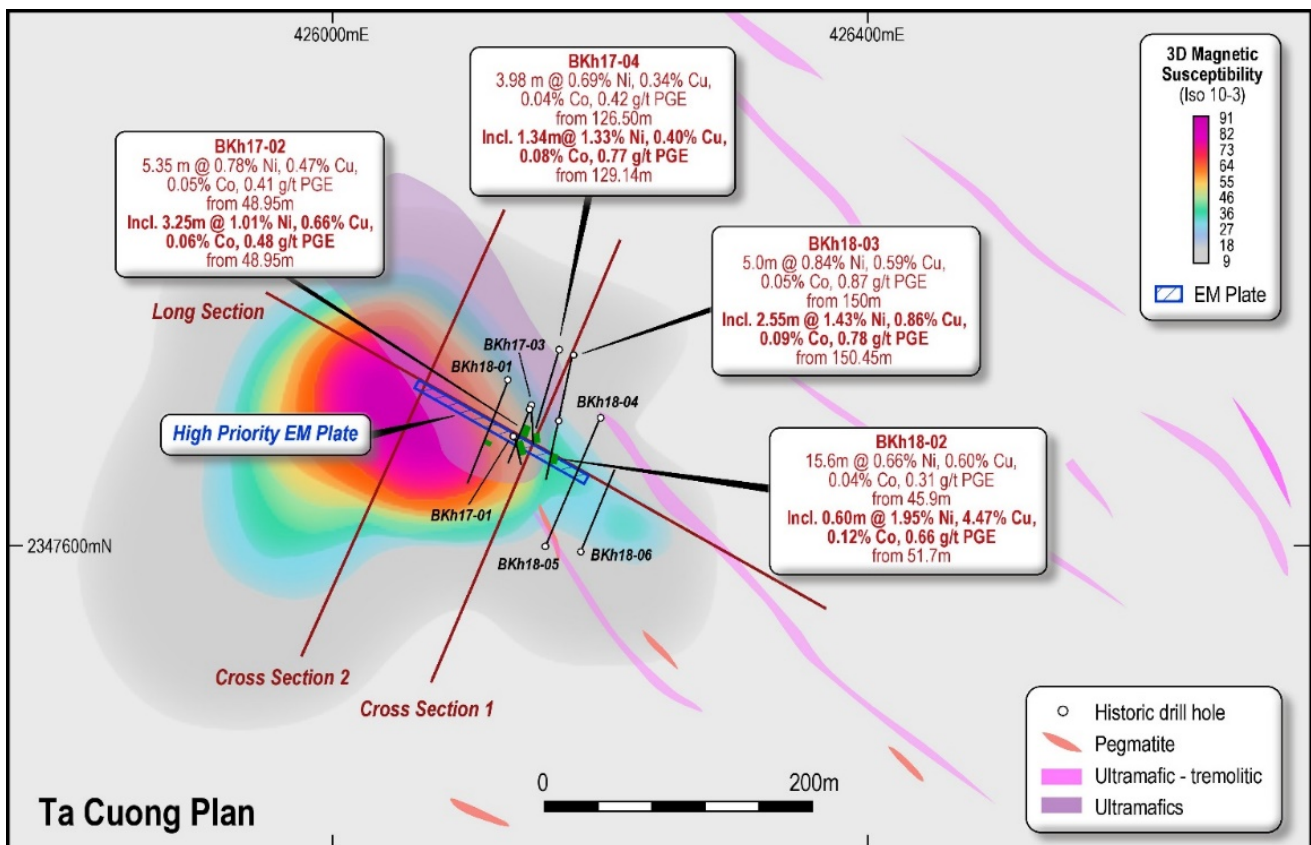 426000mE
426400mE
BKh17-04
3.98 m @ 0.69% Ni, 0.34% Cu,
0.04% Co, 0.42 g/t PGE
from 126.50m
Incl. 1.34m@ 1.33% Ni, 0.40% Cu,
0.08% Co, 0.77 g/t PGE
from 129.14m
3D Magnetic
Susceptibility
(Iso 10-3)
91
82
73
64
55
46
36
27
18
9
EM Plate
BKh17-02
5.35 m @ 0.78% Ni, 0.47% Cu,
0.05% Co, 0.41 g/t PGE
from 48.95m
Incl. 3.25m @ 1.01% Ni, 0.66% Cu,
0.06% Co, 0.48 g/t PGE
from 48.95m
BKh18-03
5.0m @ 0.84% Ni, 0.59% Cu,
0.05% Co, 0.87 g/t PGE
from 150m
Incl. 2.55m @ 1.43% Ni, 0.86% Cu,
0.09% Co, 0.78 g/t PGE
from 150.45m
Long Section
BKh17-03
BKh18-01
BKh18-04
High Priority EM Plate
BKh18-02
15.6m @ 0.66% Ni, 0.60% Cu,
0.04% Co, 0.31 g/t PGE
from 45.9m
Incl. 0.60m @ 1.95% Ni, 4.47% Cu,
0.12% Co, 0.66 g/t PGE
from 51.7m
BKh17-01
2347600mN
BKh18-05
BKh18-06
Cross Section 2
Cross Section 1
Historic drill hole
Pegmatite
Ultramafic - tremolitic
Ultramafics
0
200m
Ta Cuong Plan